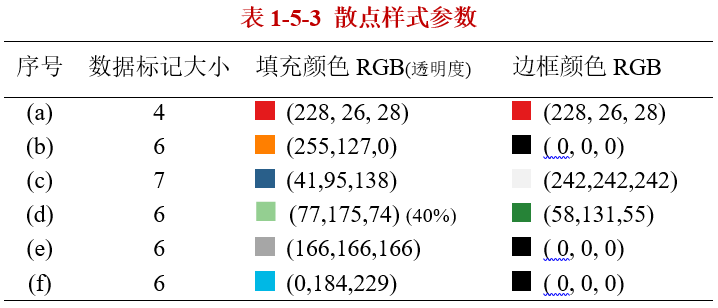 表 1-5-3 散点样式参数
序号 数据标记大小 填充颜色 RGB(透明度) 边框颜色 RGB
(a) 4 (228, 26, 28) (228, 26, 28)
(b) 6 (255,127,0) ( 0, 0, 0)
(c) 7 (41,95,138) (242,242,242)
(d) 6 (77,175,74) (40%) (58,131,55)
(e) 6 (166,166,166) ( 0, 0, 0)
(f) 6 (0,184,229) ( 0, 0, 0)